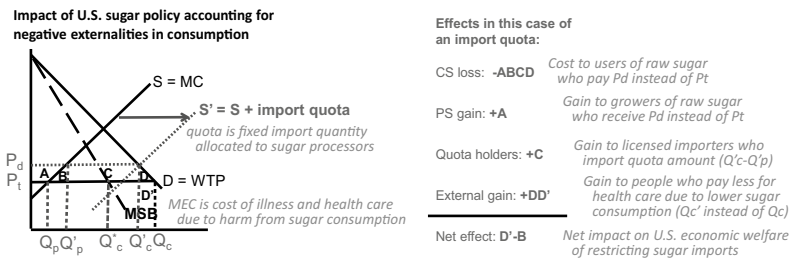 Impact of U.S. sugar policy accounting for
negative externalities in consumption
S = MC
S' = S + import quota
quota is fixed import quantity
allocated to sugar processors
Pd
Pt
A B C D
D = WTP
D'
MSB
MEC is cost of illness and health care
due to harm from sugar consumption
Qp Q'p Q*c Q'c Qc
Effects in this case of
an import quota:
CS loss: -ABCD
Cost to users of raw sugar
who pay Pd instead of Pt
PS gain: +A
Gain to growers of raw sugar
who receive Pd instead of Pt
Quota holders: +C
Gain to licensed importers who
import quota amount (Q'c-Q'p)
External gain: +DD'
Gain to people who pay less for
health care due to lower sugar
consumption (Qc' instead of Qc)
Net effect: D'-B
Net impact on U.S. economic welfare
of restricting sugar imports